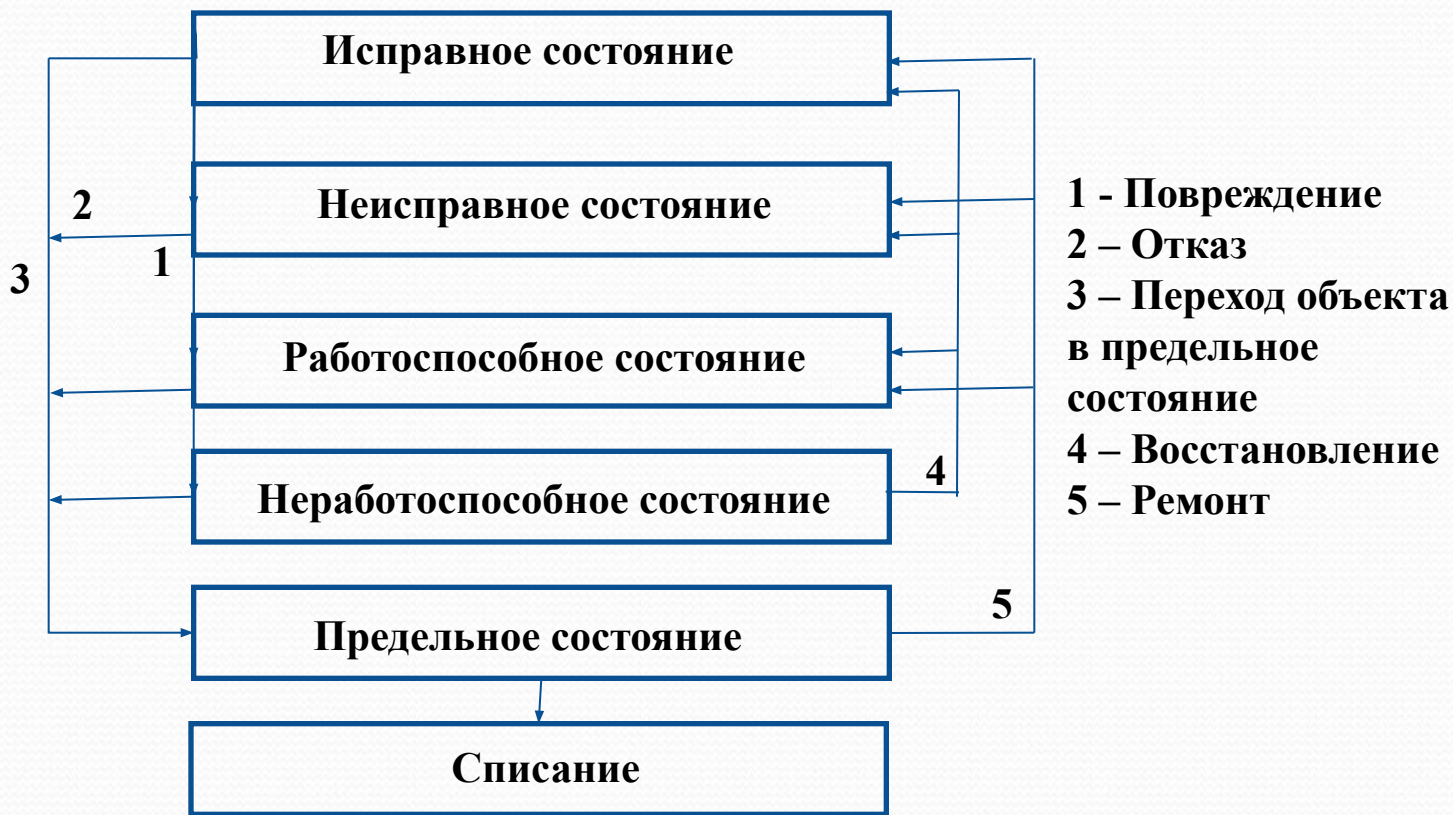 Исправное состояние
Неисправное состояние
Работоспособное состояние
Неработоспособное состояние
Предельное состояние
Списание
2
1
3
4
5
1 - Повреждение
2 – Отказ
3 – Переход объекта
в предельное
состояние
4 – Восстановление
5 – Ремонт